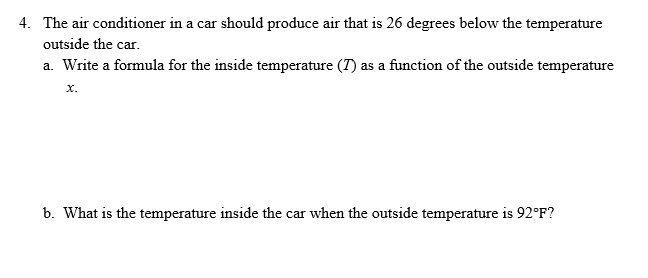 4. The air conditioner in a car should produce air that is 26 degrees below the temperature
outside the car.
a. Write a formula for the inside temperature (T) as a function of the outside temperature
x.
b. What is the temperature inside the car when the outside temperature is 92°F?